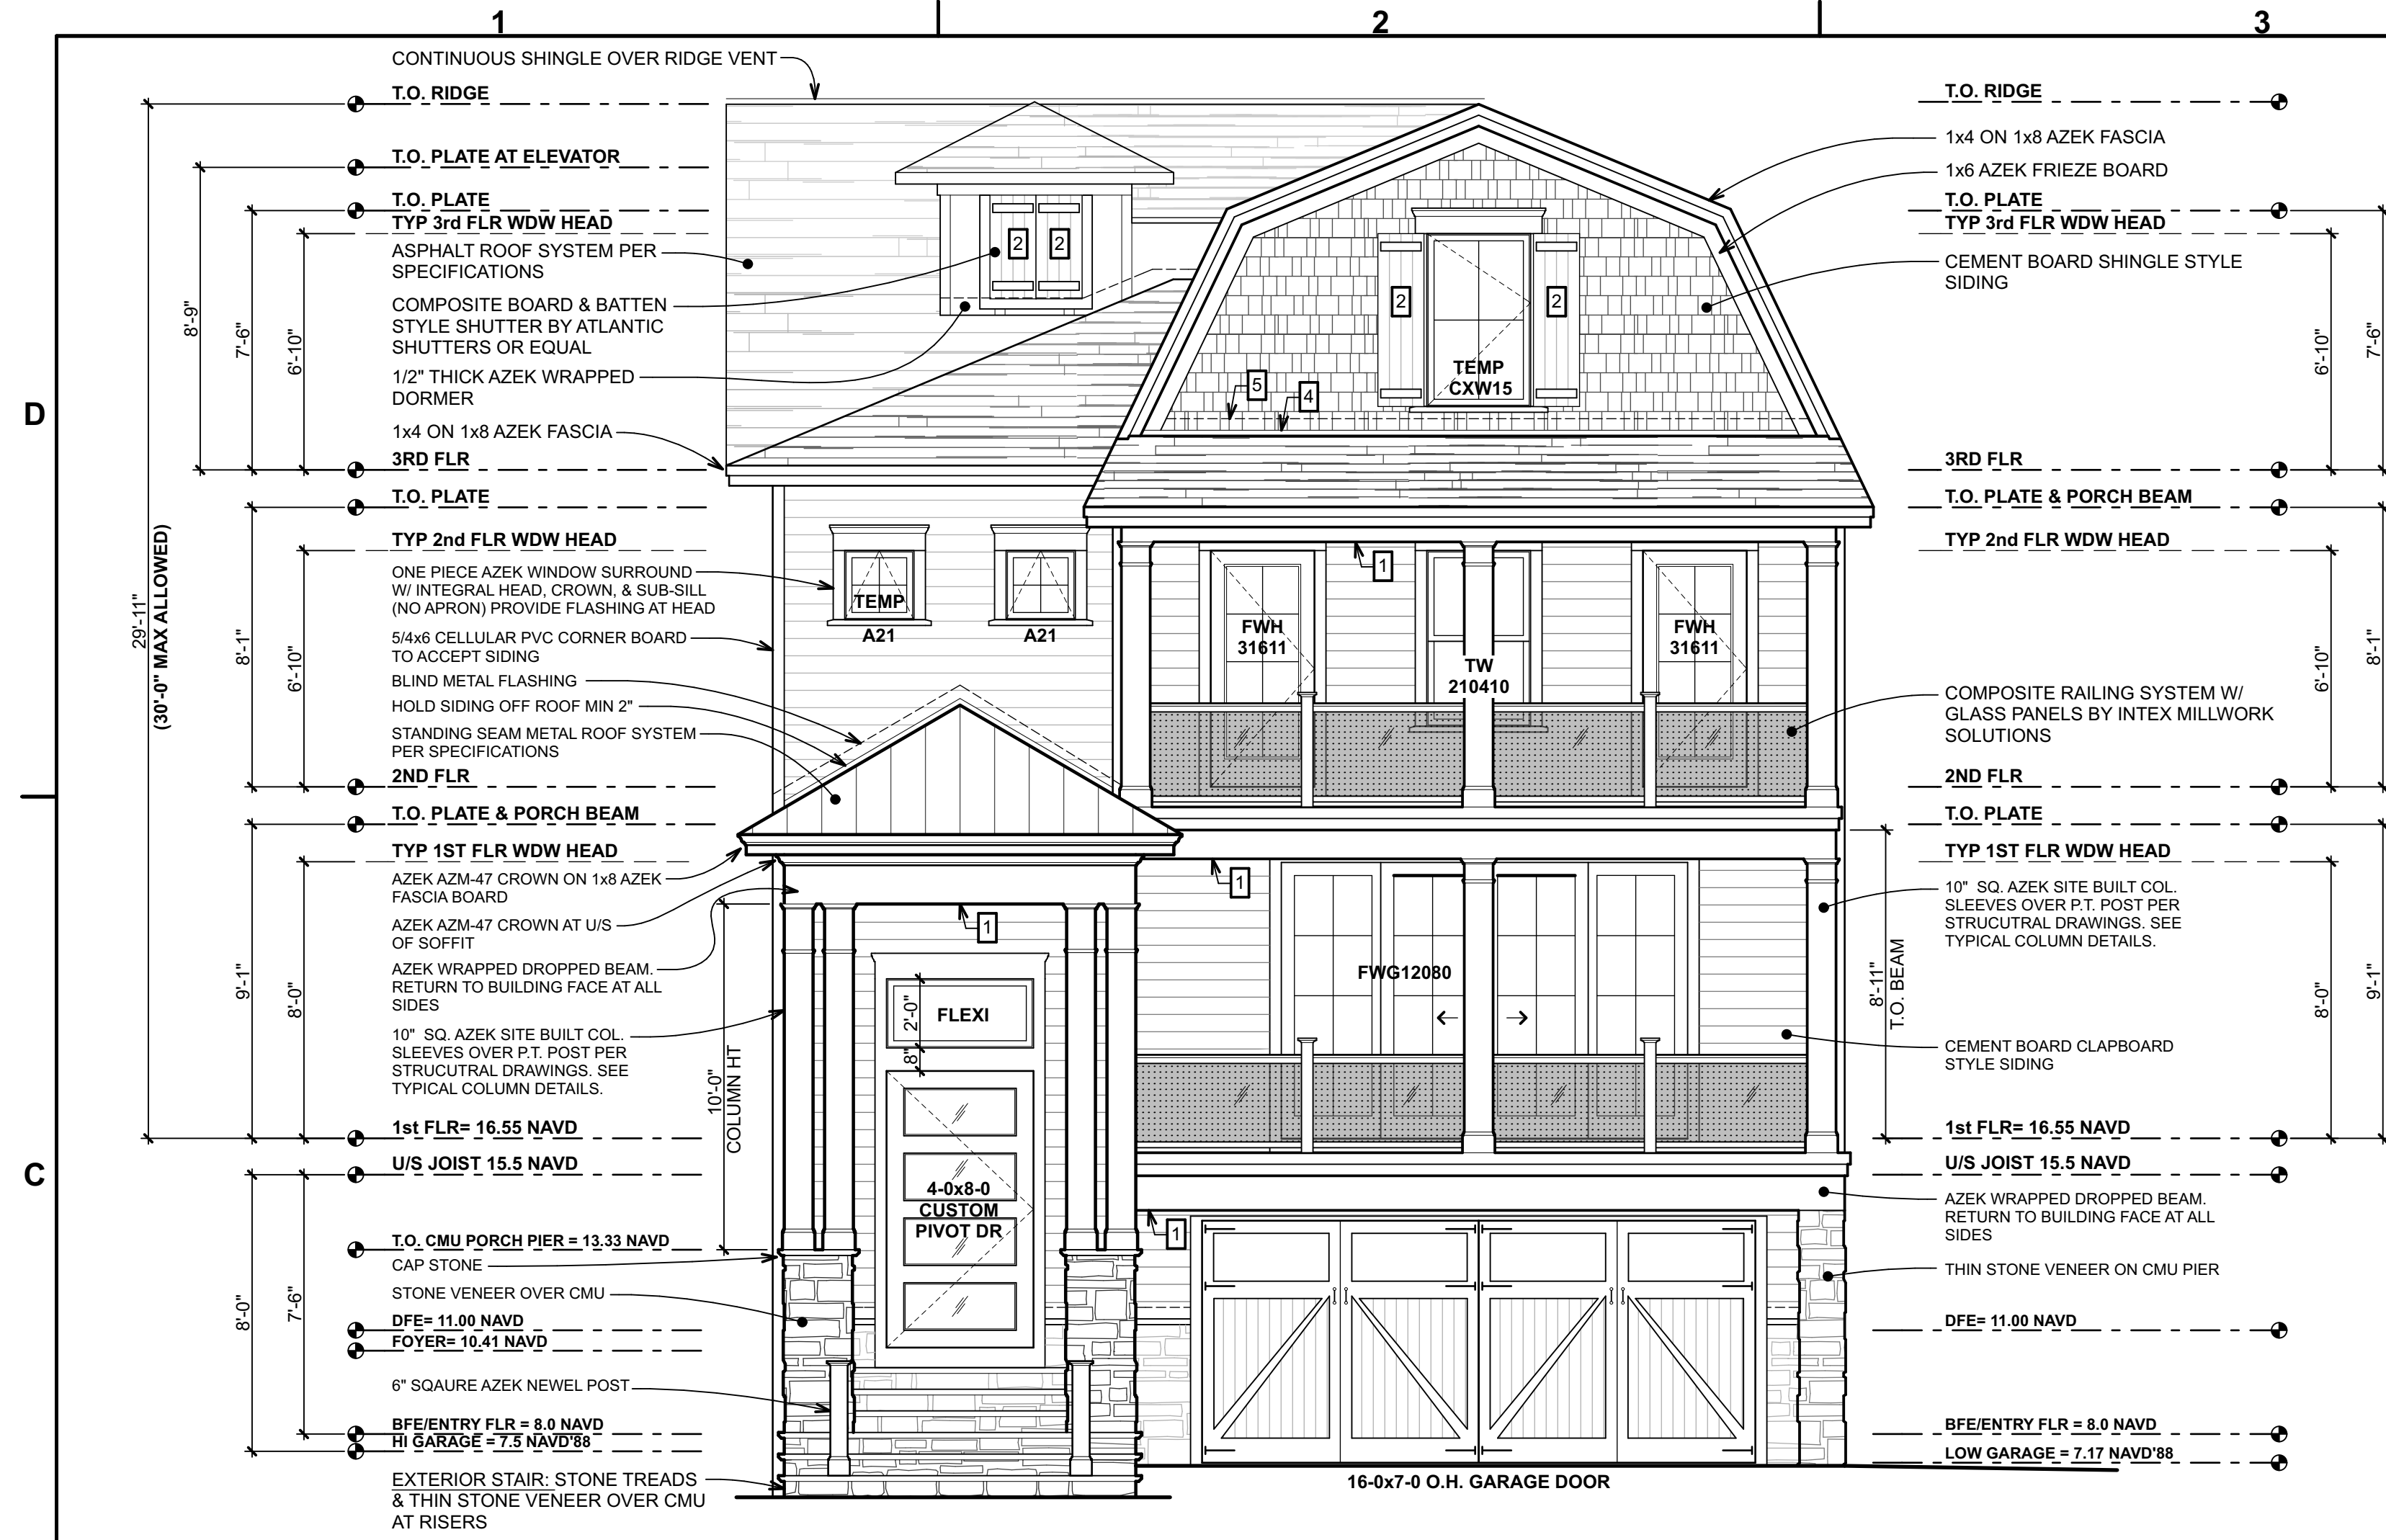 1
2
3
D
C
CONTINUOUS SHINGLE OVER RIDGE VENT
T.O. RIDGE
T.O. PLATE AT ELEVATOR
T.O. PLATE
TYP 3rd FLR WDW HEAD
ASPHALT ROOF SYSTEM PER
SPECIFICATIONS
COMPOSITE BOARD & BATTEN
STYLE SHUTTER BY ATLANTIC
SHUTTERS OR EQUAL
1/2" THICK AZEK WRAPPED
DORMER
1x4 ON 1x8 AZEK FASCIA
3RD FLR
T.O. PLATE
TYP 2nd FLR WDW HEAD
ONE PIECE AZEK WINDOW SURROUND
W/ INTEGRAL HEAD, CROWN, & SUB-SILL
(NO APRON) PROVIDE FLASHING AT HEAD
5/4x6 CELLULAR PVC CORNER BOARD
TO ACCEPT SIDING
BLIND METAL FLASHING
HOLD SIDING OFF ROOF MIN 2"
STANDING SEAM METAL ROOF SYSTEM
PER SPECIFICATIONS
2ND FLR
T.O. PLATE & PORCH BEAM
TYP 1ST FLR WDW HEAD
AZEK AZM-47 CROWN ON 1x8 AZEK
FASCIA BOARD
AZEK AZM-47 CROWN AT U/S
OF SOFFIT
AZEK WRAPPED DROPPED BEAM.
RETURN TO BUILDING FACE AT ALL
SIDES
10" SQ. AZEK SITE BUILT COL.
SLEEVES OVER P.T. POST PER
STRUCUTRAL DRAWINGS. SEE
TYPICAL COLUMN DETAILS.
1st FLR= 16.55 NAVD
U/S JOIST 15.5 NAVD
T.O. CMU PORCH PIER = 13.33 NAVD
CAP STONE
STONE VENEER OVER CMU
DFE= 11.00 NAVD
FOYER= 10.41 NAVD
6" SQAURE AZEK NEWEL POST
BFE/ENTRY FLR = 8.0 NAVD
HI GARAGE = 7.5 NAVD'88
EXTERIOR STAIR: STONE TREADS
& THIN STONE VENEER OVER CMU
AT RISERS
29'-11"
(30'-0" MAX ALLOWED)
8'-9"
7'-6"
6'-10"
8'-1"
6'-10"
9'-1"
8'-0"
8'-0"
7'-6"
10'-0"
COLUMN HT
2
2
2
2
TEMP
CXW15
5
4
TEMP
A21
A21
1
FWH
31611
TW
210410
FWH
31611
1
1
2'-0"
FLEXI
8"
FWG12080
4-0x8-0
CUSTOM
PIVOT DR
1
16-0x7-0 O.H. GARAGE DOOR
8'-11"
T.O. BEAM
T.O. RIDGE
1x4 ON 1x8 AZEK FASCIA
1x6 AZEK FRIEZE BOARD
T.O. PLATE
TYP 3rd FLR WDW HEAD
CEMENT BOARD SHINGLE STYLE
SIDING
3RD FLR
T.O. PLATE & PORCH BEAM
TYP 2nd FLR WDW HEAD
COMPOSITE RAILING SYSTEM W/
GLASS PANELS BY INTEX MILLWORK
SOLUTIONS
2ND FLR
T.O. PLATE
TYP 1ST FLR WDW HEAD
10" SQ. AZEK SITE BUILT COL.
SLEEVES OVER P.T. POST PER
STRUCUTRAL DRAWINGS. SEE
TYPICAL COLUMN DETAILS.
CEMENT BOARD CLAPBOARD
STYLE SIDING
1st FLR= 16.55 NAVD
U/S JOIST 15.5 NAVD
AZEK WRAPPED DROPPED BEAM.
RETURN TO BUILDING FACE AT ALL
SIDES
THIN STONE VENEER ON CMU PIER
DFE= 11.00 NAVD
BFE/ENTRY FLR = 8.0 NAVD
LOW GARAGE = 7.17 NAVD'88
6'-10"
7'-6"
6'-10"
8'-1"
8'-0"
9'-1"